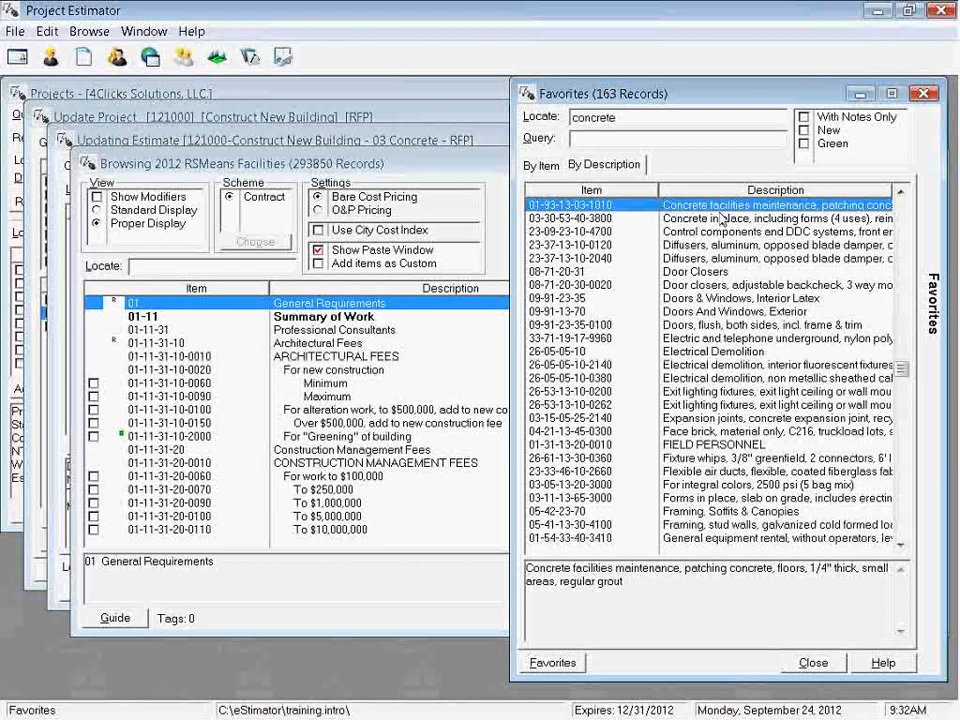 Project Estimator
File Edit Browse Window Help
Projects - [4Clicks Solutions, LLC.]
Update Project [121000] [Construct New Building] [RFP]
Updating Estimate [121000-Construct New Building - 03 Concrete - RFP]
Browsing 2012 RSMeans Facilities (293850 Records)
View
Show Modifiers
Standard Display
Proper Display
Scheme
Contract
Choose
Settings
Bare Cost Pricing
O&P Pricing
Use City Cost Index
Show Paste Window
Add items as Custom
Locate:
Item Description
01 General Requirements
01-11 Summary of Work
01-11-31 Professional Consultants
01-11-31-10 Architectural Fees
01-11-31-10-0010 ARCHITECTURAL FEES
01-11-31-10-0020 For new construction
01-11-31-10-0060 Minimum
01-11-31-10-0090 Maximum
01-11-31-10-0100 For alteration work, to $500,000, add to new co
01-11-31-10-0150 Over $500,000, add to new construction fee
01-11-31-10-2000 For "Greening" of building
01-11-31-20 Construction Management Fees
01-11-31-20-0010 CONSTRUCTION MANAGEMENT FEES
01-11-31-20-0060 For work to $100,000
01-11-31-20-0070 To $250,000
01-11-31-20-0090 To $1,000,000
01-11-31-20-0100 To $5,000,000
01-11-31-20-0110 To $10,000,000
01 General Requirements
Guide Tags: 0
Favorites (163 Records)
Locate: concrete
Query:
With Notes Only
New
Green
By Item By Description
Item Description
01-93-13-03-1010 Concrete facilities maintenance, patching conc
03-30-53-40-3800 Concrete in place, including forms (4 uses), rein
23-09-23-10-4700 Control components and DDC systems, front er
23-37-13-10-0120 Diffusers, aluminum, opposed blade damper, c
23-37-13-10-2040 Diffusers, aluminum, opposed blade damper, c
08-71-20-31 Door Closers
08-71-20-30-0020 Door closers, adjustable backcheck, 3 way mo
09-91-23-35 Doors & Windows, Interior Latex
09-91-13-70 Doors And Windows, Exterior
09-91-23-35-0100 Doors, flush, both sides, incl. frame & trim
33-71-19-17-9960 Electric and telephone underground, nylon poly
26-05-05-10 Electrical Demolition
26-05-05-10-2140 Electrical demolition, interior fluorescent fixtures
26-05-05-10-0380 Electrical demolition, non metallic sheathed cal
26-53-13-10-0200 Exit lighting fixtures, exit light ceiling or wall mou
26-53-13-10-0262 Exit lighting fixtures, exit light ceiling or wall mou
03-15-05-25-2140 Expansion joints, concrete expansion joint, recy
04-21-13-15-0300 Face brick, material only, C216, truckload lots, s
01-31-13-20-0010 FIELD PERSONNEL
26-61-13-30-0360 Fixture whips, 3/8" greenfield, 2 connectors, 6' l
23-33-46-10-2660 Flexible air ducts, flexible, coated fiberglass fab
03-05-13-20-3000 For integral colors, 2500 psi (5 bag mix)
03-11-13-65-3000 Forms in place, slab on grade, includes erecting
05-42-23-70 Framing, Soffits & Canopies
05-41-13-30-4100 Framing, stud walls, galvanized cold formed lo
01-54-33-40-3410 General equipment rental, without operators, le
Concrete facilities maintenance, patching concrete, floors, 1/4" thick, small
areas, regular grout
Favorites Close Help
Favorites
Favorites C:\eStimator\training.intro\ Expires: 12/31/2012 Monday, September 24, 2012 9:32AM